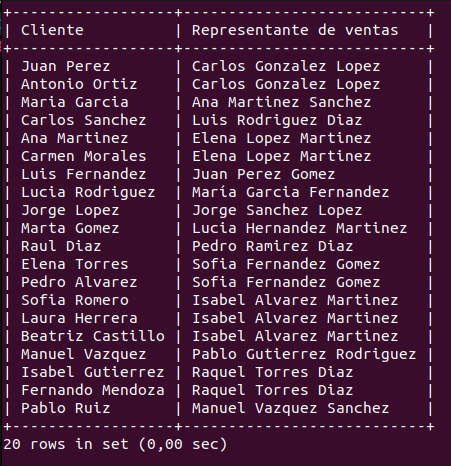 +------------------+---------------------------+
| Cliente          | Representante de ventas   |
+------------------+---------------------------+
| Juan Perez       | Carlos Gonzalez Lopez     |
| Antonio Ortiz    | Carlos Gonzalez Lopez     |
| Maria Garcia     | Ana Martinez Sanchez      |
| Carlos Sanchez   | Luis Rodriguez Diaz       |
| Ana Martinez     | Elena Lopez Martinez      |
| Carmen Morales   | Elena Lopez Martinez      |
| Luis Fernandez   | Juan Perez Gomez          |
| Lucia Rodriguez  | María Garcia Fernandez    |
| Jorge Lopez      | Jorge Sanchez Lopez       |
| Marta Gomez      | Lucia Hernandez Martinez  |
| Raul Diaz        | Pedro Ramirez Diaz        |
| Elena Torres     | Sofia Fernandez Gomez     |
| Pedro Alvarez    | Sofia Fernandez Gomez     |
| Sofia Romero     | Isabel Alvarez Martinez   |
| Laura Herrera    | Isabel Alvarez Martinez   |
| Beatriz Castillo | Isabel Alvarez Martinez   |
| Manuel Vazquez   | Pablo Gutierrez Rodriguez |
| Isabel Gutierrez | Raquel Torres Diaz        |
| Fernando Mendoza | Raquel Torres Diaz        |
| Pablo Ruiz       | Manuel Vazquez Sanchez    |
+------------------+---------------------------+
20 rows in set (0,00 sec)